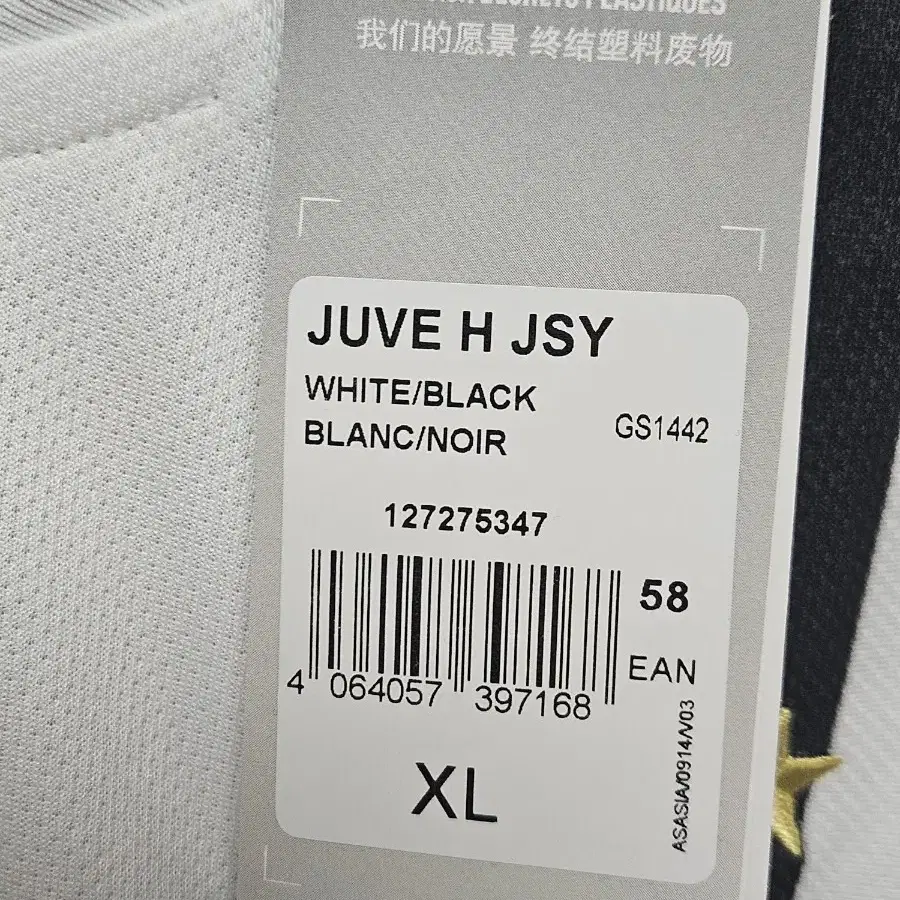 PLASTIQUES
我们的愿景 终结塑料废物
JUVE H JSY
WHITE/BLACK
BLANC/NOIR
GS1442
127275347
58
EAN
4 064057 397168
XL
ASASIA/0914/V03